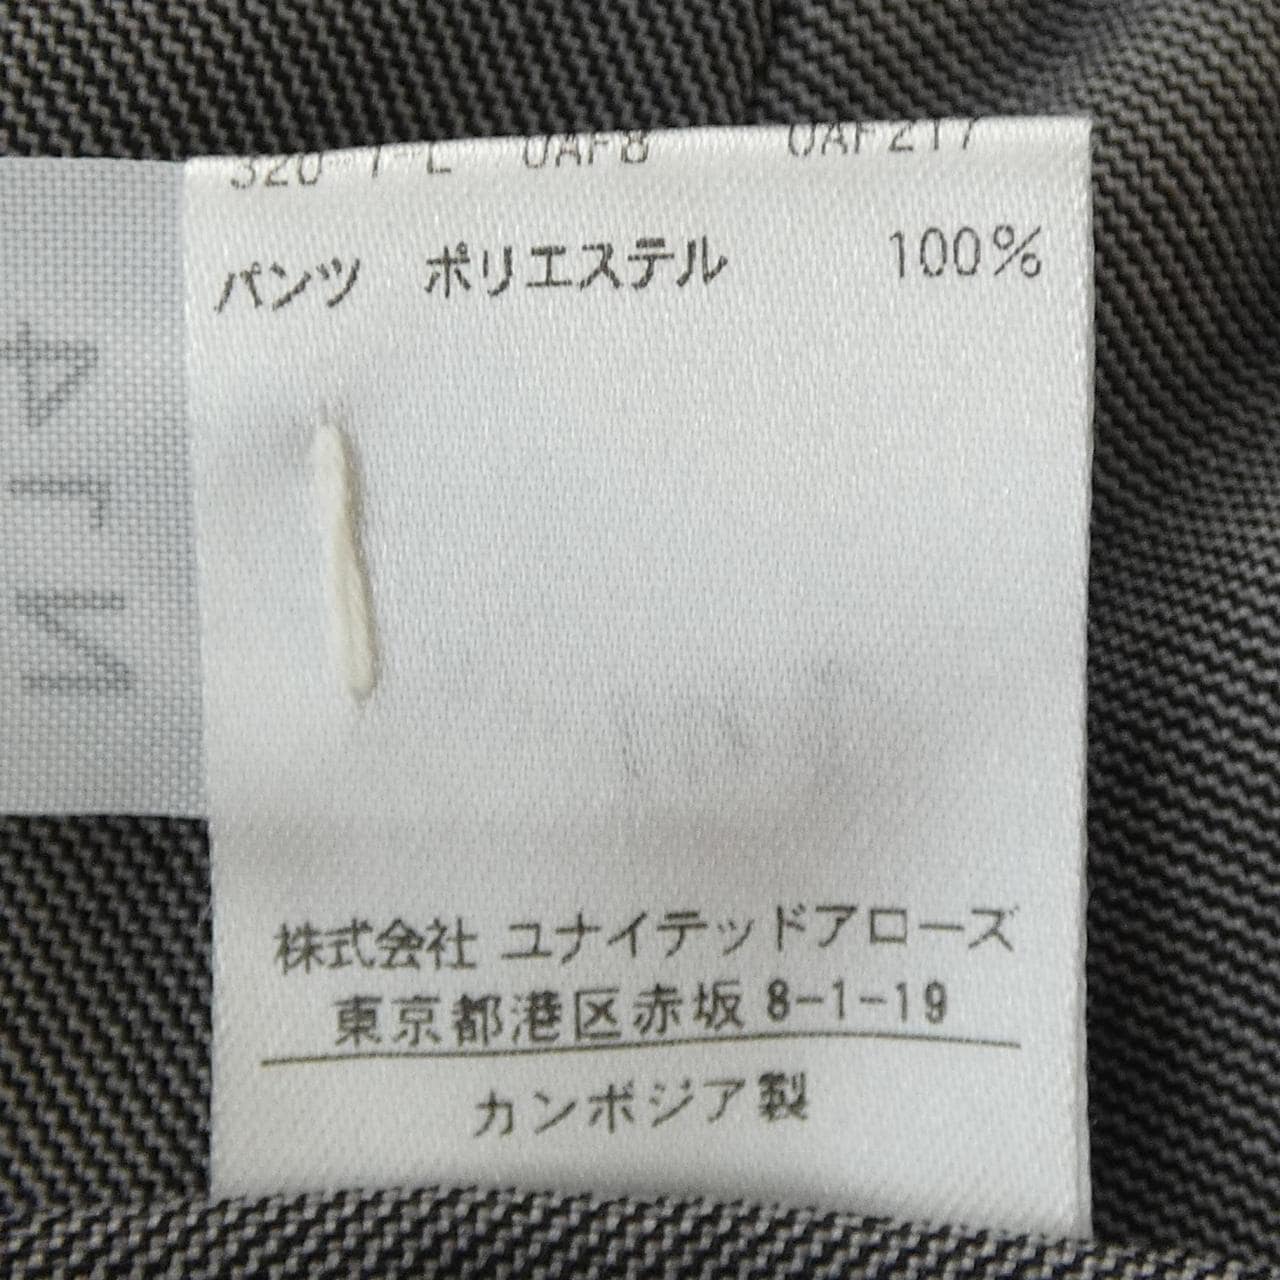 パンツ ポリエステル 100%
株式会社 ユナイテッドアローズ
東京都港区赤坂 8-1-19
カンボジア製